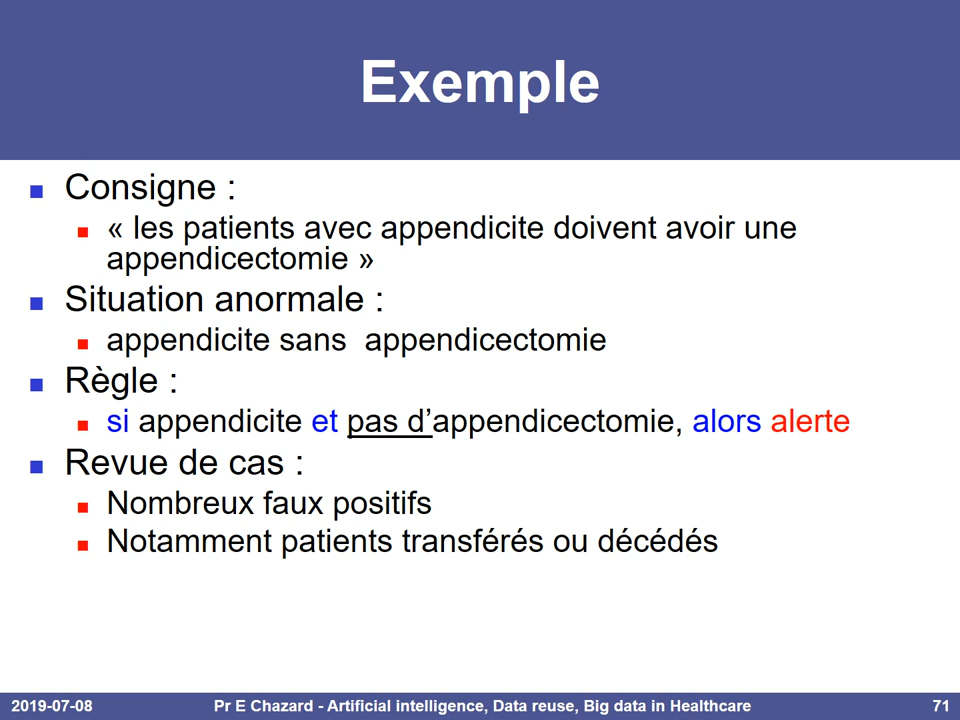 Exemple
Consigne :
« les patients avec appendicite doivent avoir une
appendicectomie »
Situation anormale :
appendicite sans  appendicectomie
Règle :
si appendicite et pas d’appendicectomie, alors alerte
Revue de cas :
Nombreux faux positifs
Notamment patients transférés ou décédés
2019-07-08 Pr E Chazard - Artificial intelligence, Data reuse, Big data in Healthcare 71